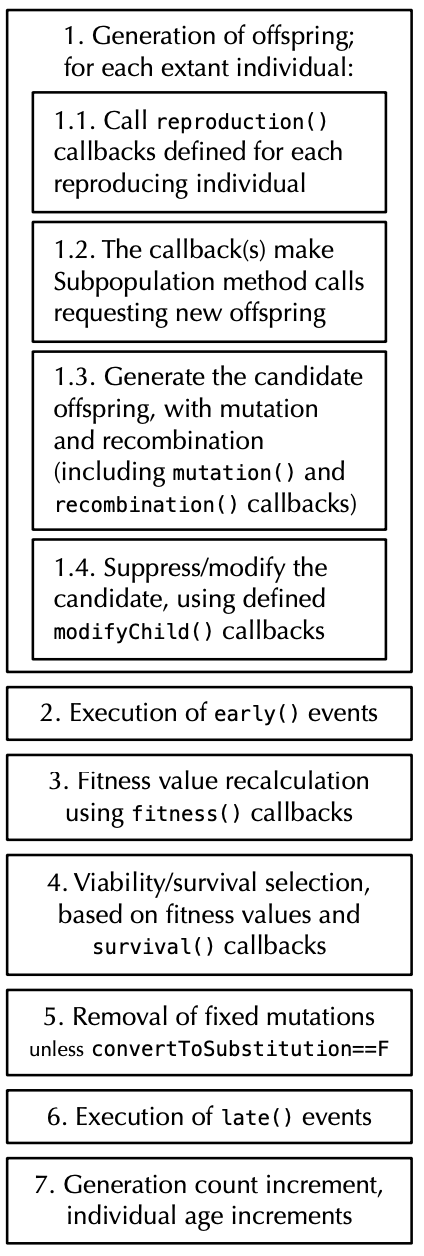 1. Generation of offspring;
for each extant individual:
1.1. Call reproduction()
callbacks defined for each
reproducing individual
1.2. The callback(s) make
Subpopulation method calls
requesting new offspring
1.3. Generate the candidate
offspring, with mutation
and recombination
(including mutation() and
recombination() callbacks)
1.4. Suppress/modify the
candidate, using defined
modifyChild() callbacks
2. Execution of early() events
3. Fitness value recalculation
using fitness() callbacks
4. Viability/survival selection,
based on fitness values and
survival() callbacks
5. Removal of fixed mutations
unless convertToSubstitution==F
6. Execution of late() events
7. Generation count increment,
individual age increments